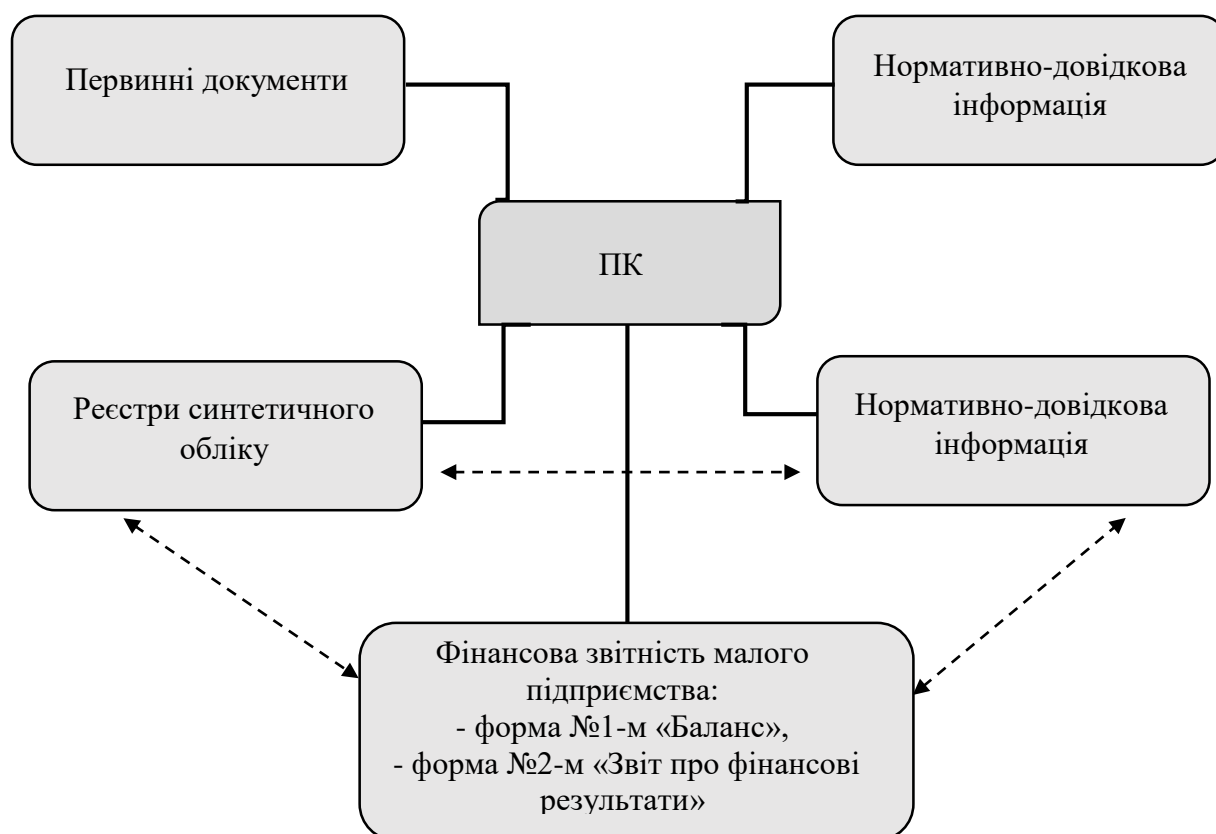 Первинні документи
Нормативно-довідкова
інформація
ПК
Реєстри синтетичного
обліку
Нормативно-довідкова
інформація
Фінансова звітність малого
підприємства:
- форма №1-м «Баланс»,
- форма №2-м «Звіт про фінансові
результати»